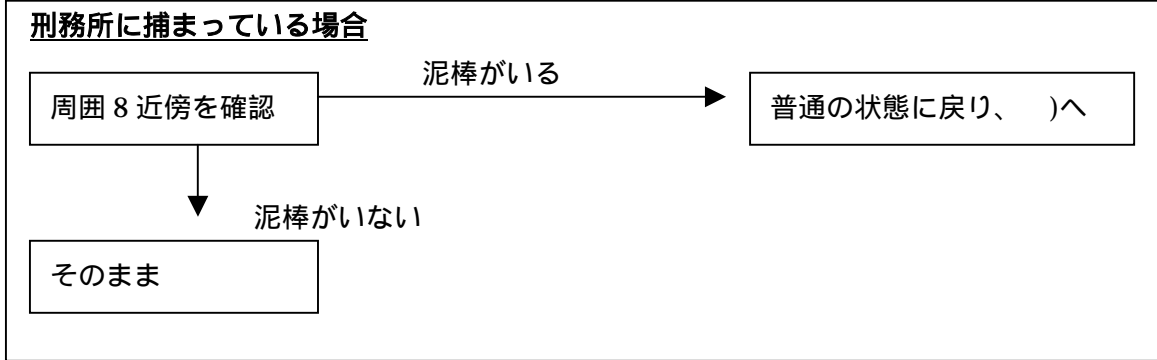 刑務所に捕まっている場合
泥棒がいる
周囲 8 近傍を確認
普通の状態に戻り、　)へ
泥棒がいない
そのまま